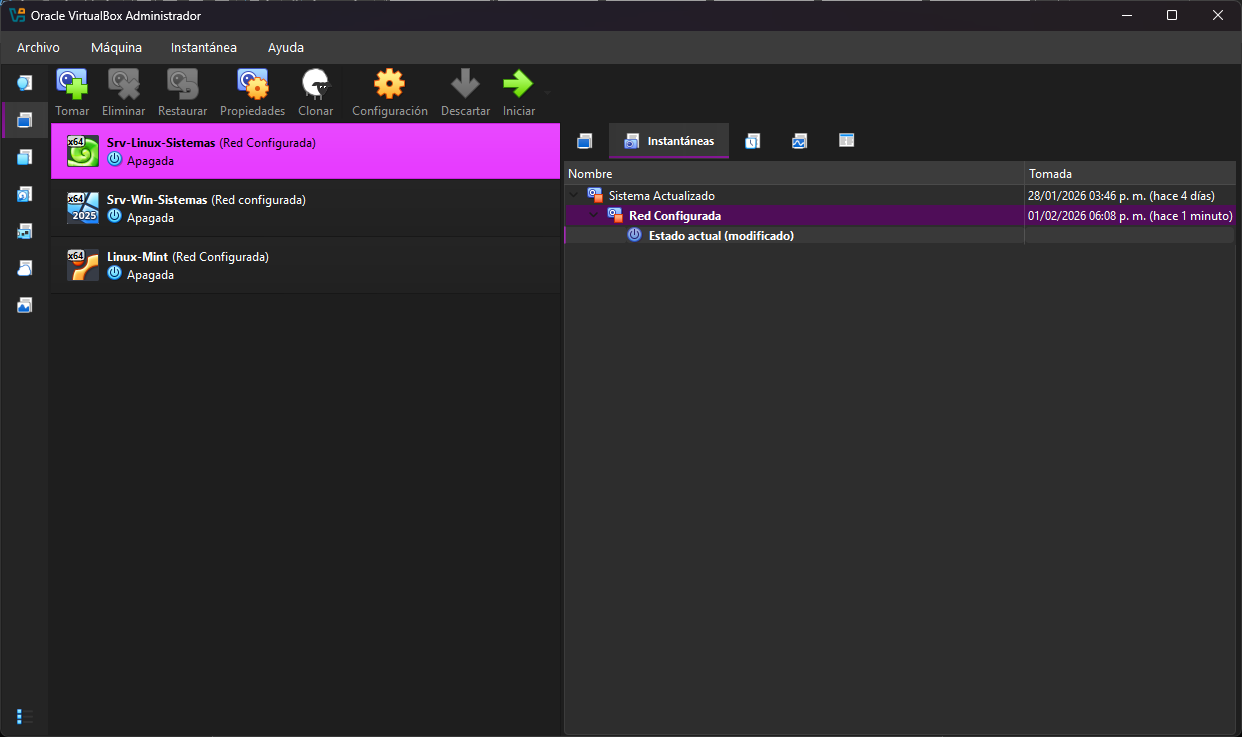 Oracle VirtualBox Administrador
Archivo Máquina Instantánea Ayuda
Tomar Eliminar Restaurar Propiedades Clonar Configuración Descartar Iniciar
x64 Srv-Linux-Sistemas (Red Configurada)
Apagada
x64 2025 Srv-Win-Sistemas (Red configurada)
Apagada
x64 Linux-Mint (Red Configurada)
Apagada
Instantáneas
Nombre Tomada
Sistema Actualizado 28/01/2026 03:46 p. m. (hace 4 días)
Red Configurada 01/02/2026 06:08 p. m. (hace 1 minuto)
Estado actual (modificado)